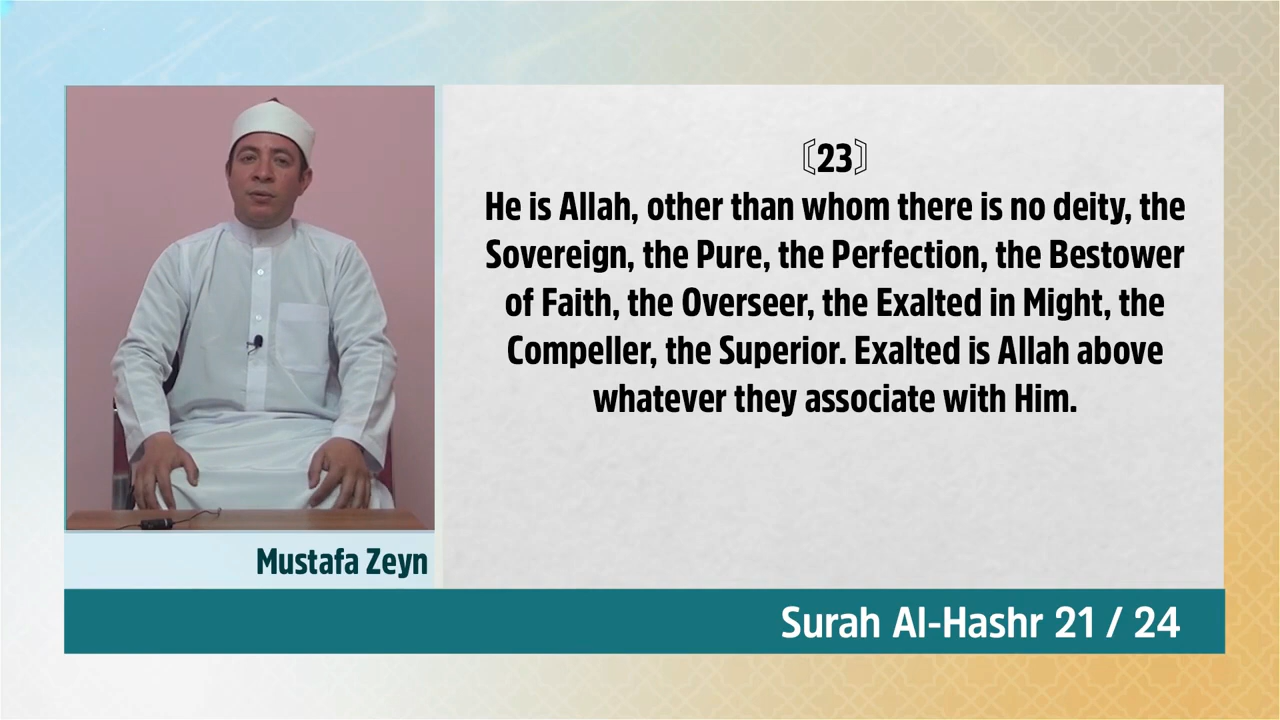 〔23〕
He is Allah, other than whom there is no deity, the
Sovereign, the Pure, the Perfection, the Bestower
of Faith, the Overseer, the Exalted in Might, the
Compeller, the Superior. Exalted is Allah above
whatever they associate with Him.
Mustafa Zeyn
Surah Al-Hashr 21 / 24